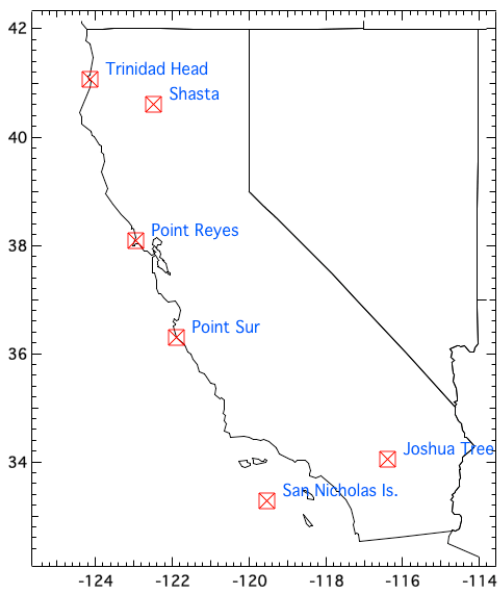 42
Trinidad Head
Shasta
40
Point Reyes
38
Point Sur
36
Joshua Tree
34
San Nicholas Is.
-124 -122 -120 -118 -116 -114